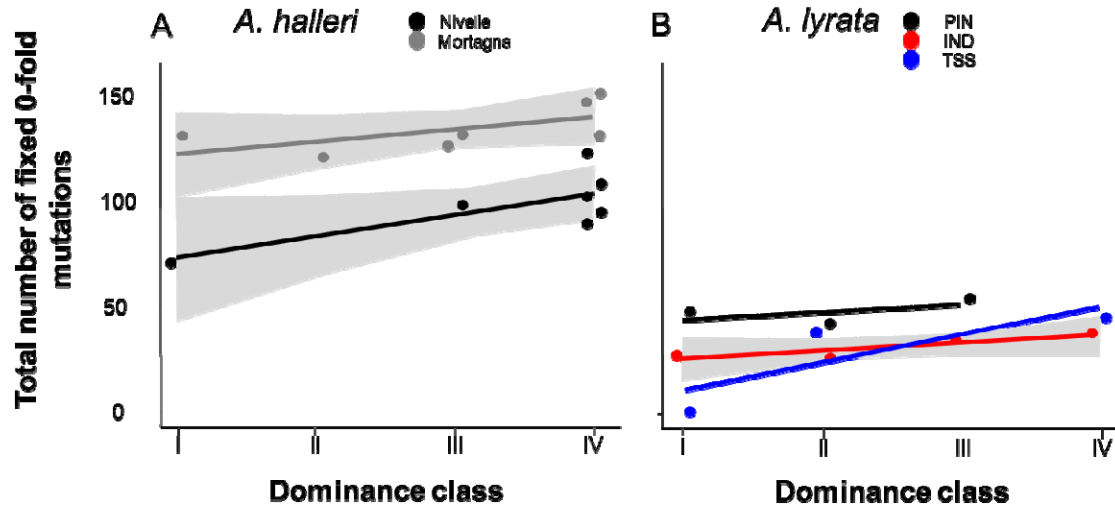 A
A. halleri
Nivelle
Mortagne
B
A. lyrata
PIN
IND
TSS
Total number of fixed 0-fold
mutations
150
100
50
0
I
II
III
IV
Dominance class
I
II
III
IV
Dominance class